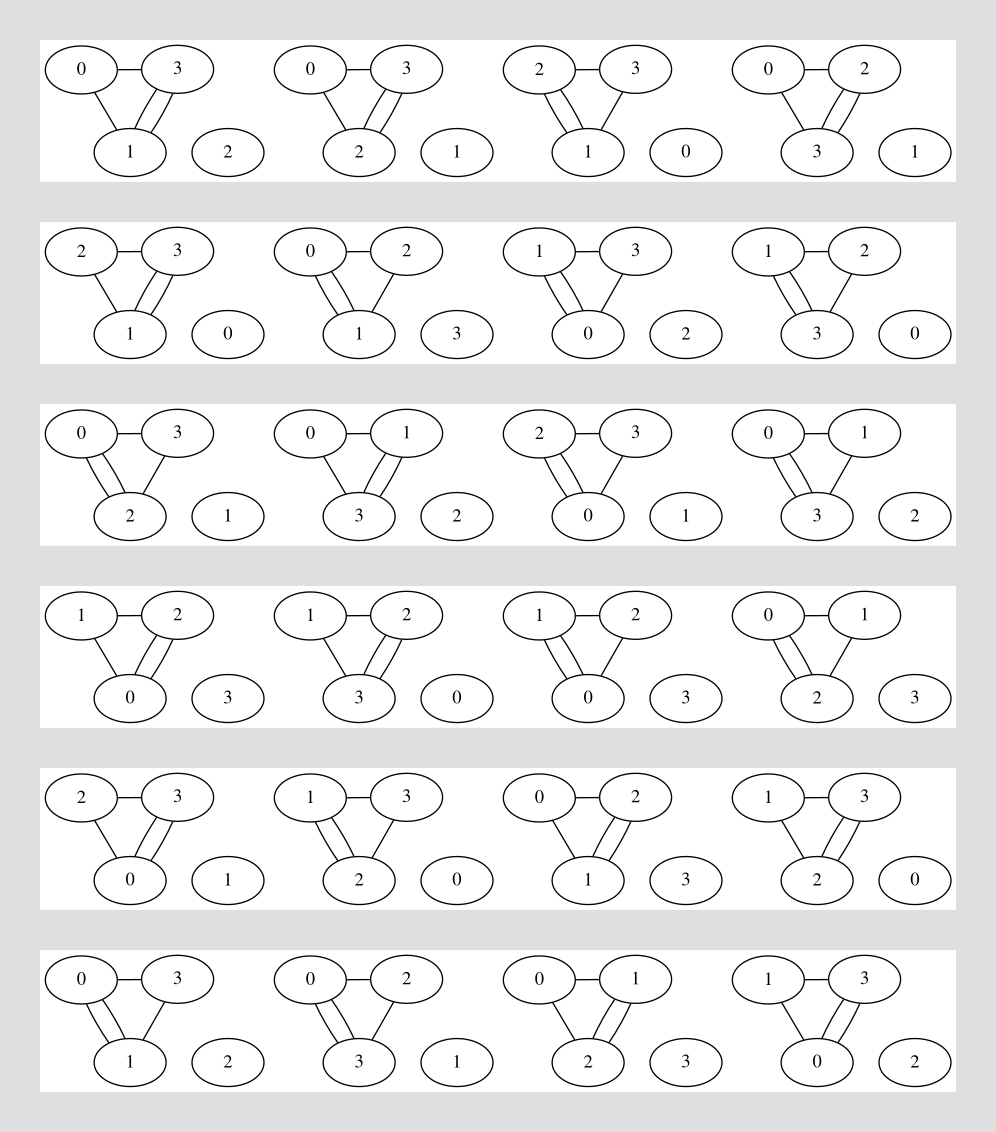 0 3 0 3 2 3 0 2
1 2 2 1 1 0 3 1
2 3 0 2 1 3 1 2
1 0 1 3 0 2 3 0
0 3 0 1 2 3 0 1
2 1 3 2 0 1 3 2
1 2 1 2 1 2 0 1
0 3 3 0 0 3 2 3
2 3 1 3 0 2 1 3
0 1 2 0 1 3 2 0
0 3 0 2 0 1 1 3
1 2 3 1 2 3 0 2